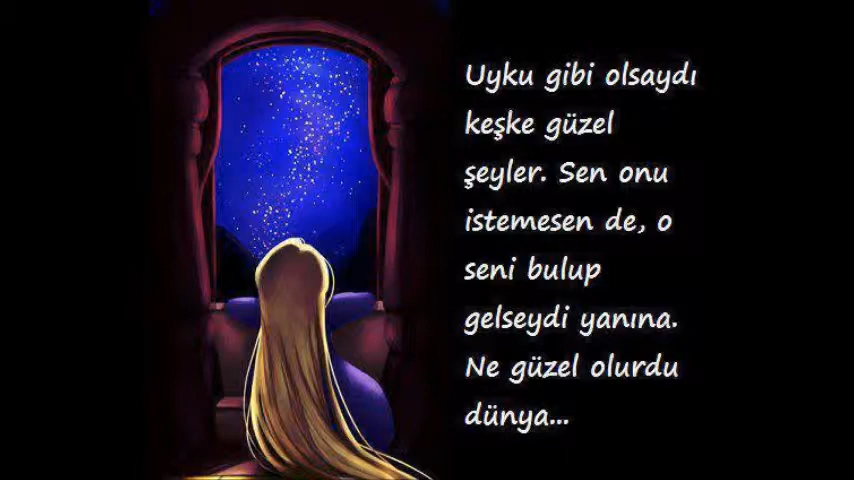 Uyku gibi olsaydı
keşke güzel
şeyler. Sen onu
istemesen de, o
seni bulup
gelseydi yanına.
Ne güzel olurdu
dünya...